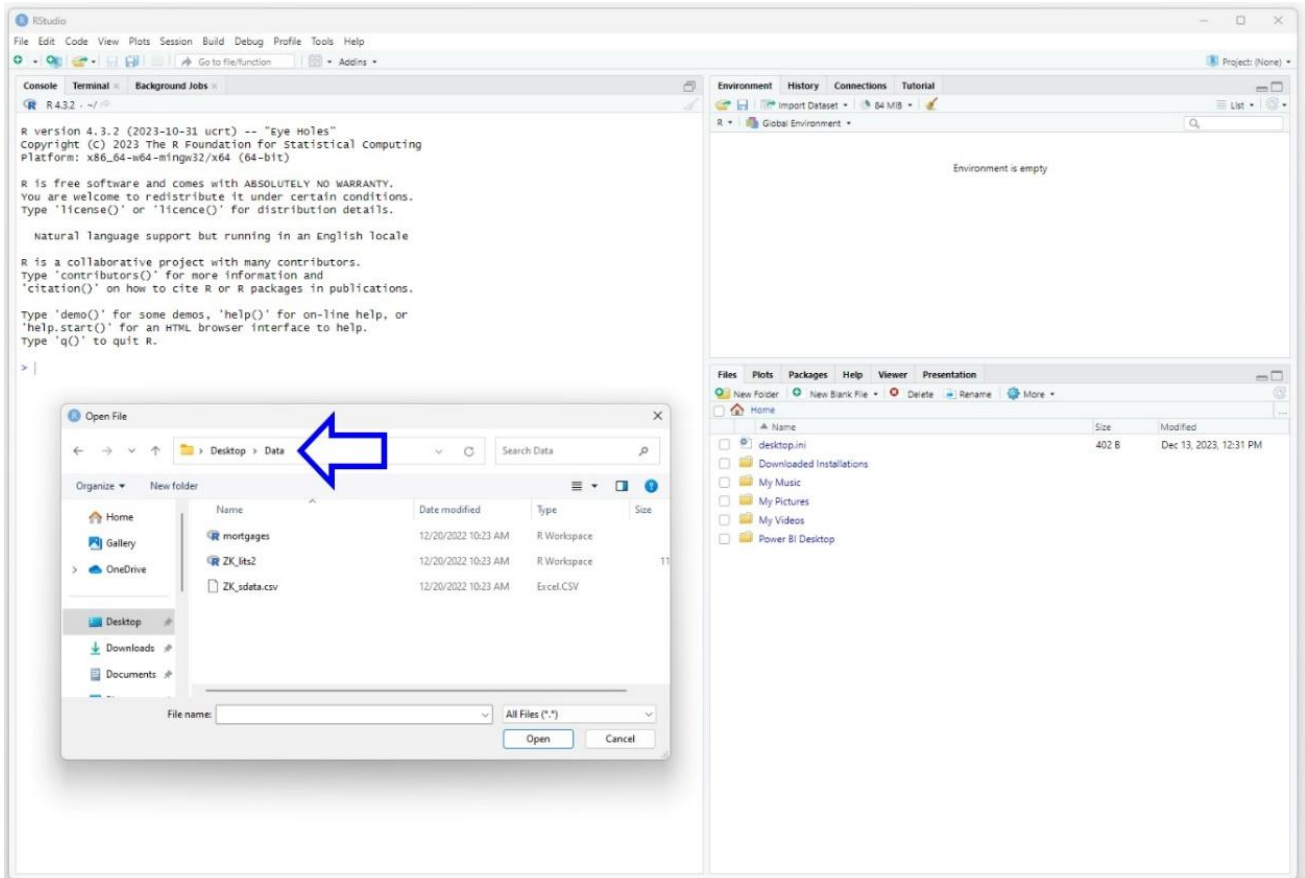 RStudio
File Edit Code View Plots Session Build Debug Profile Tools Help
Go to file/function Addins Project: (None)
Console Terminal Background Jobs
R 4.3.2 · ~/
R version 4.3.2 (2023-10-31 ucrt) -- "Eye Holes"
Copyright (C) 2023 The R Foundation for Statistical Computing
Platform: x86_64-w64-mingw32/x64 (64-bit)
R is free software and comes with ABSOLUTELY NO WARRANTY.
You are welcome to redistribute it under certain conditions.
Type 'license()' or 'licence()' for distribution details.
Natural language support but running in an English locale
R is a collaborative project with many contributors.
Type 'contributors()' for more information and
'citation()' on how to cite R or R packages in publications.
Type 'demo()' for some demos, 'help()' for on-line help, or
'help.start()' for an HTML browser interface to help.
Type 'q()' to quit R.
>
Open File
> Desktop > Data
Search Data
Organize New folder
Name Date modified Type Size
Home
Gallery
OneDrive
Desktop
Downloads
Documents
mortgages 12/20/2022 10:23 AM R Workspace
ZK_lits2 12/20/2022 10:23 AM R Workspace 11
ZK_sdata.csv 12/20/2022 10:23 AM Excel.CSV
File name: All Files (*.*)
Open Cancel
Environment History Connections Tutorial
Import Dataset 84 MiB List
R Global Environment
Environment is empty
Files Plots Packages Help Viewer Presentation
New Folder New Blank File Delete Rename More
Home
Name Size Modified
desktop.ini 402 B Dec 13, 2023, 12:31 PM
Downloaded Installations
My Music
My Pictures
My Videos
Power BI Desktop